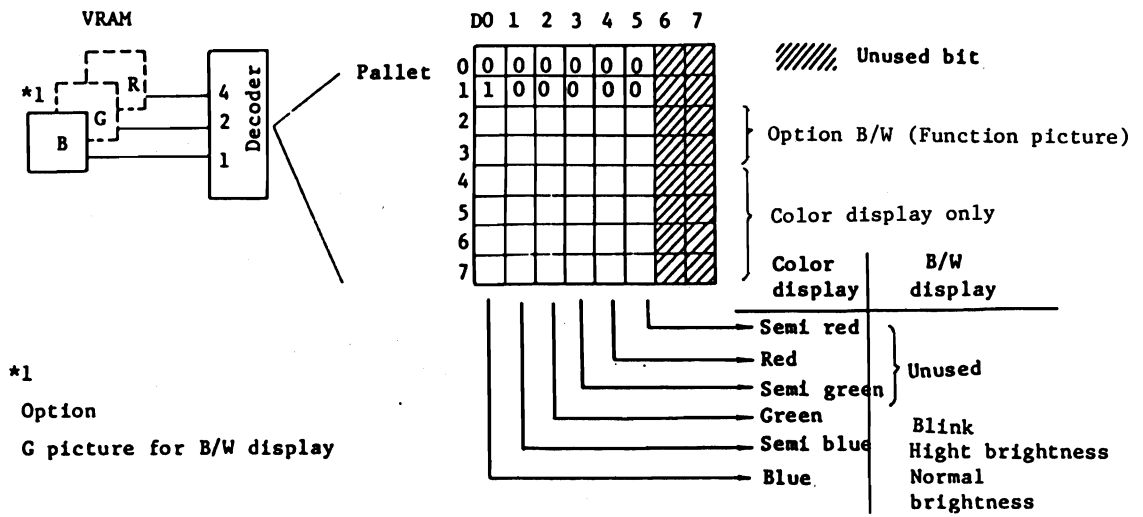 VRAM
*1
R
G
B
4
2
1
Decoder
Pallet
D0 1 2 3 4 5 6 7
0 0 0 0 0 0 0
1 1 0 0 0 0 0
2
3
4
5
6
7
Unused bit
Option B/W (Function picture)
Color display only
Color display
B/W display
Semi red
Red
Semi green
Green
Semi blue
Blue
Unused
Blink
Hight brightness
Normal
brightness
*1
Option
G picture for B/W display